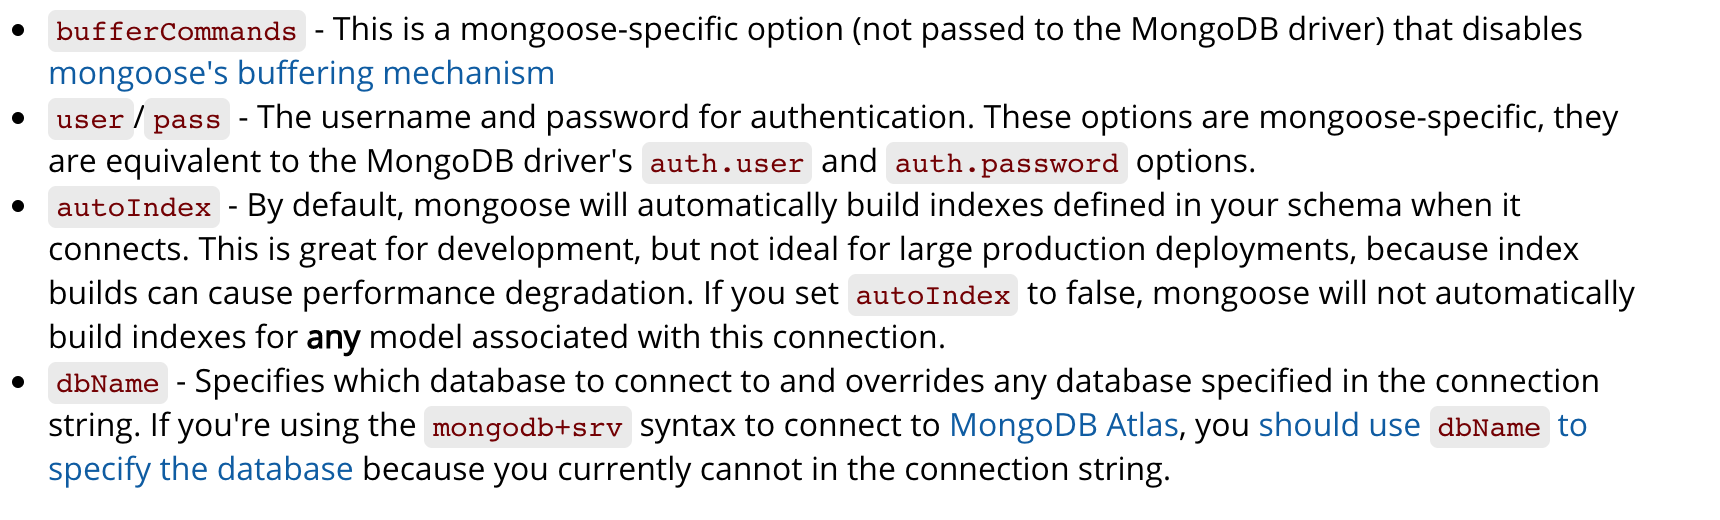 bufferCommands - This is a mongoose-specific option (not passed to the MongoDB driver) that disables
mongoose's buffering mechanism
user/pass - The username and password for authentication. These options are mongoose-specific, they
are equivalent to the MongoDB driver's auth.user and auth.password options.
autoIndex - By default, mongoose will automatically build indexes defined in your schema when it
connects. This is great for development, but not ideal for large production deployments, because index
builds can cause performance degradation. If you set autoIndex to false, mongoose will not automatically
build indexes for any model associated with this connection.
dbName - Specifies which database to connect to and overrides any database specified in the connection
string. If you're using the mongodb+srv syntax to connect to MongoDB Atlas, you should use dbName to
specify the database because you currently cannot in the connection string.